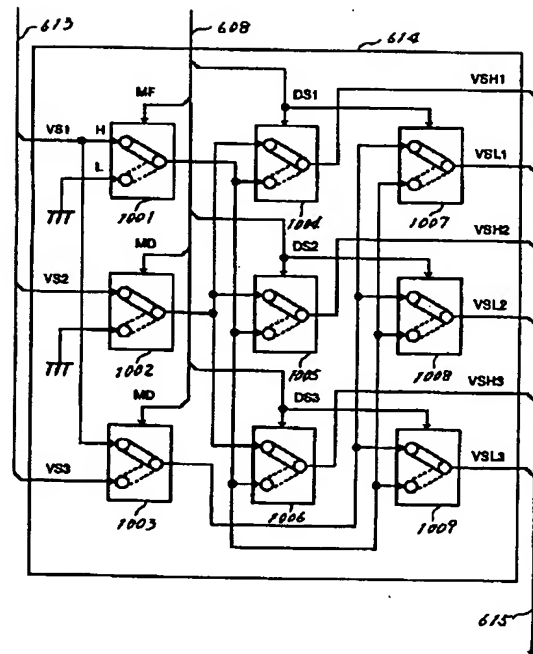 613
608
614
MF
DS1
VSH1
VS1
H
L
VSL1
1001
1004
1007
MD
DS2
VSH2
VS2
VSL2
1002
1005
1008
MD
DS3
VSH3
VS3
VSL3
1003
1006
1009
615